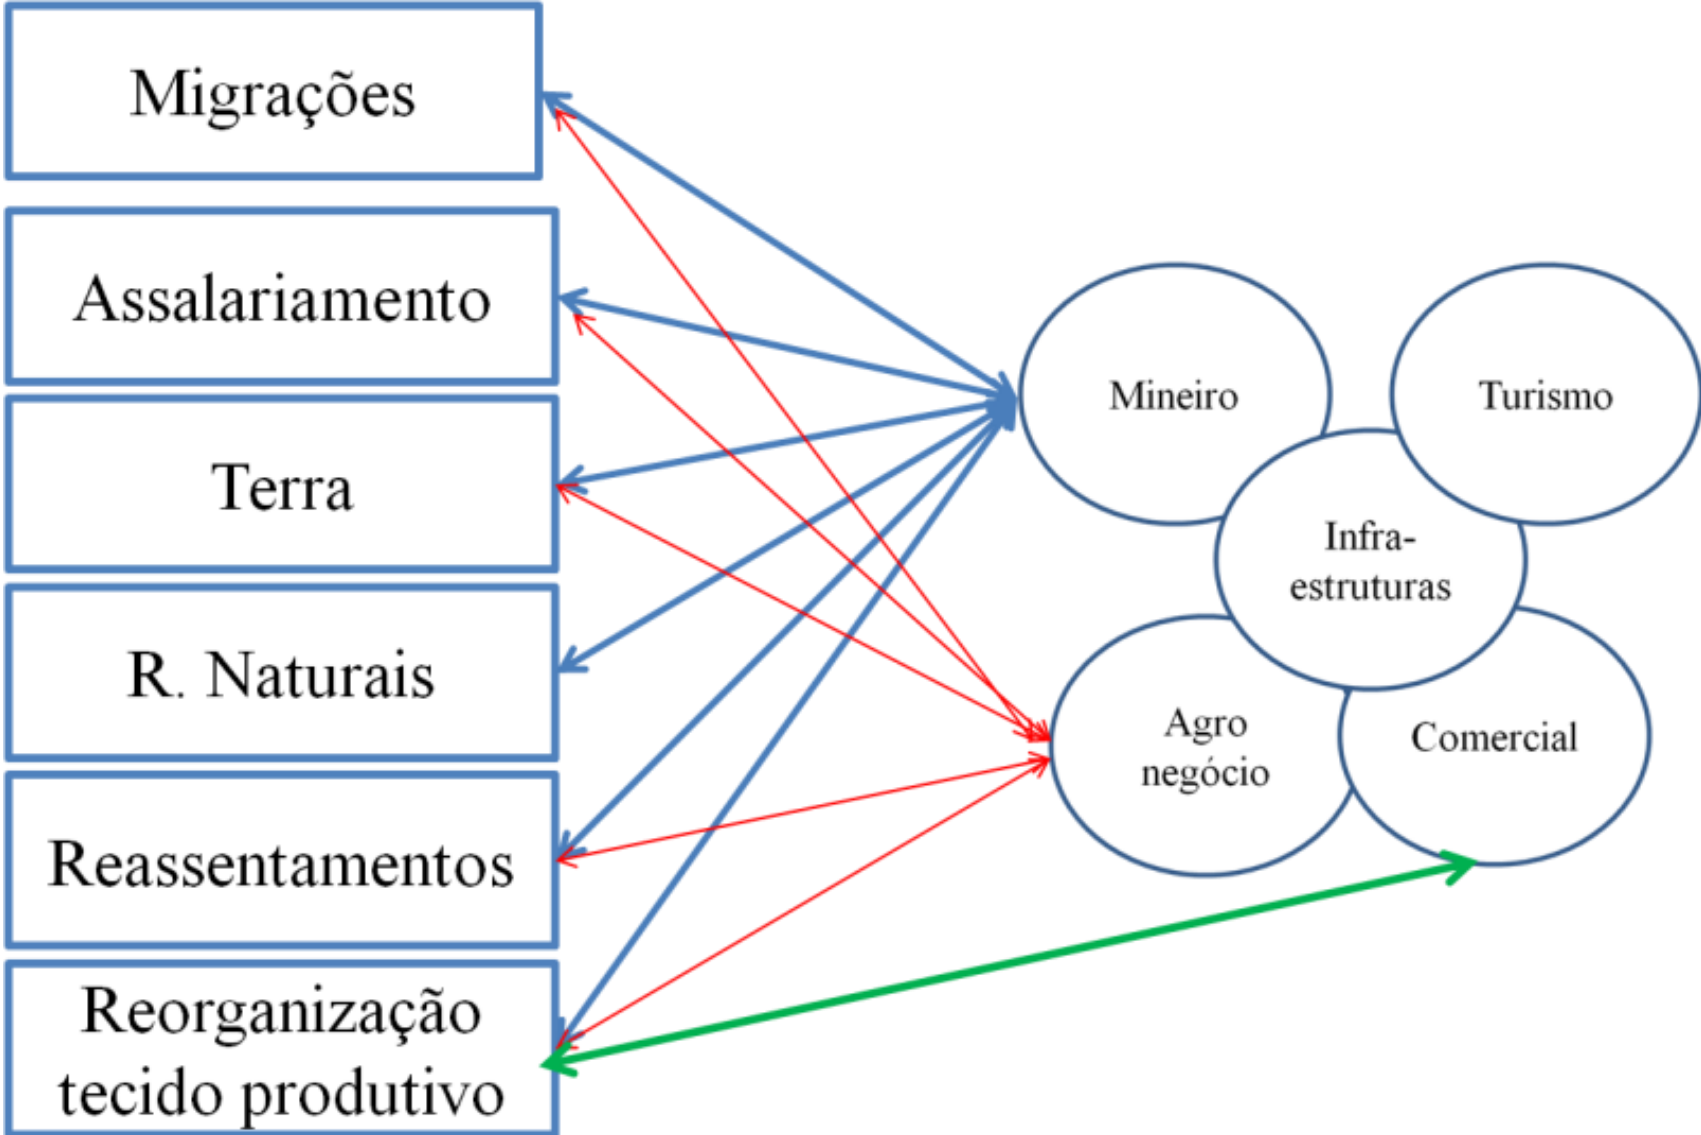 Migrações
Assalariamento
Terra
R. Naturais
Reassentamentos
Reorganização
tecido produtivo
Mineiro
Turismo
Infra-
estruturas
Agro
negócio
Comercial